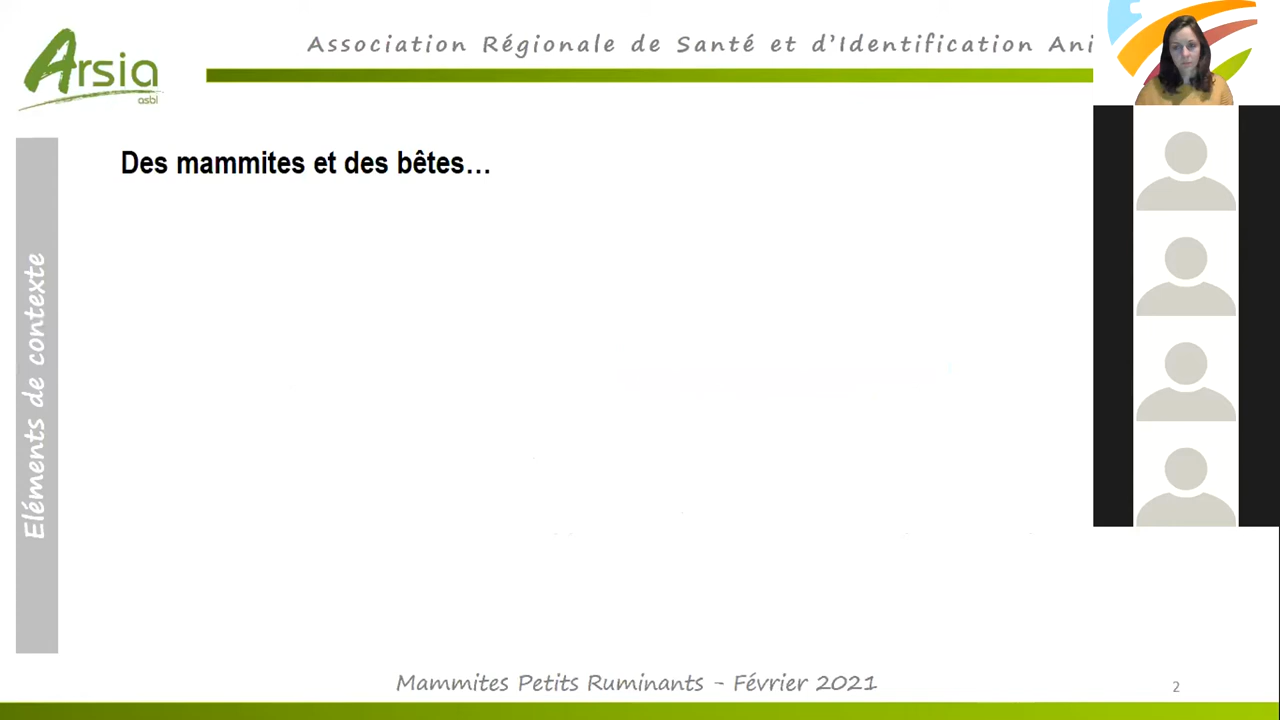 Arsia
asbl
Association Régionale de Santé et d'Identification Ani
Des mammites et des bêtes…
Eléments de contexte
Mammites Petits Ruminants - Février 2021
2